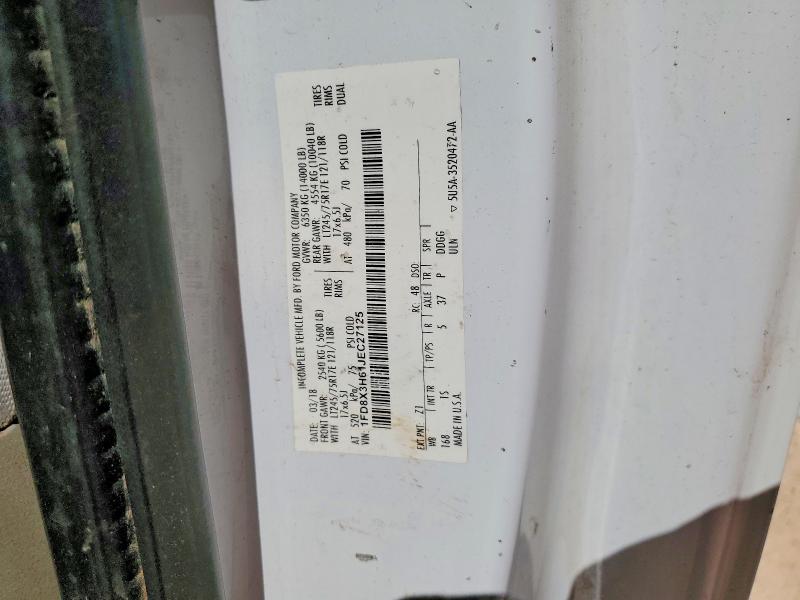 INCOMPLETE VEHICLE MFD. BY FORD MOTOR COMPANY
DATE: 03/18 GVWR: 6350 KG (14000 LB)
FRONT GAWR: 2540 KG (5600 LB) REAR GAWR: 4554 KG (10040 LB)
WITH LT245/75R17E 121/118R TIRES WITH LT245/75R17E 121/118R TIRES
17x6.5J RIMS 17x6.5J RIMS
AT 520 kPa/ 75 PSI COLD AT 480 kPa/ 70 PSI COLD DUAL
VIN: 1FD8X3H61JEC27125
EXT PNT: Z1 RC: 48 DSO:
WB INT TR TP/PS R AXLE TR SPR
168 TS 5 37 P DDGG
ULN
MADE IN U.S.A. ▽ 5U5A-3520472-AA